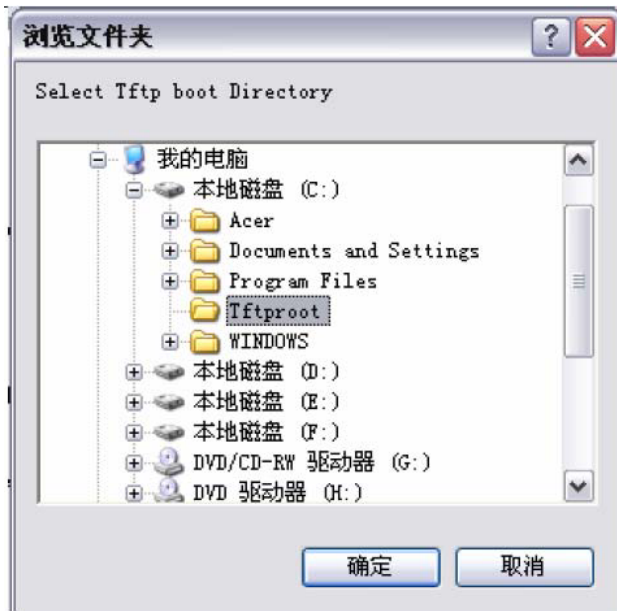 浏览文件夹
Select Tftp boot Directory
我的电脑
本地磁盘 (C:)
Acer
Documents and Settings
Program Files
Tftproot
WINDOWS
本地磁盘 (D:)
本地磁盘 (E:)
本地磁盘 (F:)
DVD/CD-RW 驱动器 (G:)
DVD 驱动器 (H:)
确定 取消